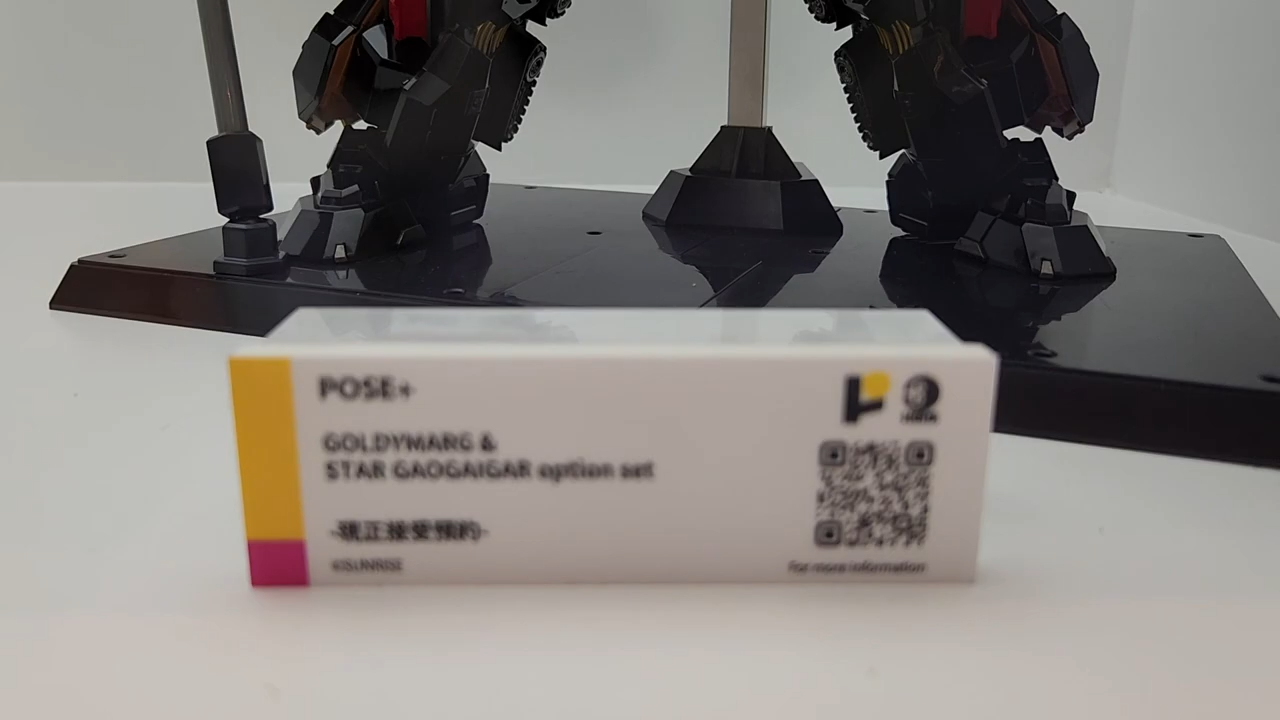 POSE+
GOLDYMARG &
STAR GAOGAIGAR option set
-現正接受預約-
©SUNRISE
For more information